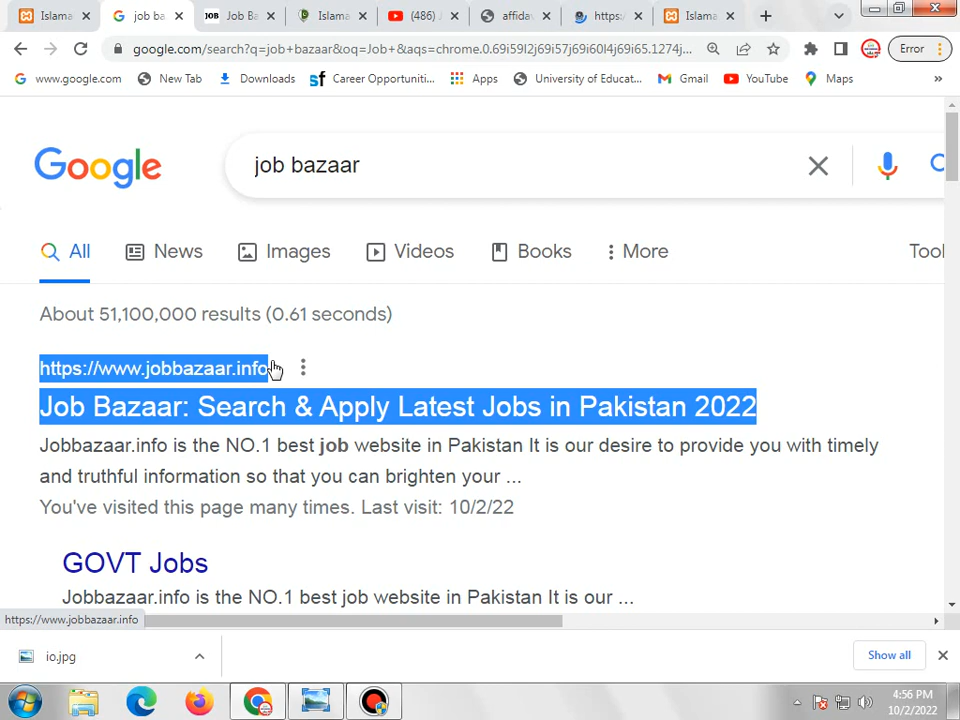 Islama
job ba
Job Ba
Islama
(486)
affida
https:/
Islama
google.com/search?q=job+bazaar&oq=Job+&aqs=chrome.0.69i59l2j69i57j69i60l4j69i65.1274j...
Error
www.google.com
New Tab
Downloads
Career Opportuniti...
Apps
University of Educat...
Gmail
YouTube
Maps
»
Google
job bazaar
All
News
Images
Videos
Books
More
Tool
About 51,100,000 results (0.61 seconds)
https://www.jobbazaar.info
Job Bazaar: Search & Apply Latest Jobs in Pakistan 2022
Jobbazaar.info is the NO.1 best job website in Pakistan It is our desire to provide you with timely
and truthful information so that you can brighten your ...
You've visited this page many times. Last visit: 10/2/22
GOVT Jobs
Jobbazaar.info is the NO.1 best job website in Pakistan It is our ...
https://www.jobbazaar.info
io.jpg
Show all
4:56 PM
10/2/2022